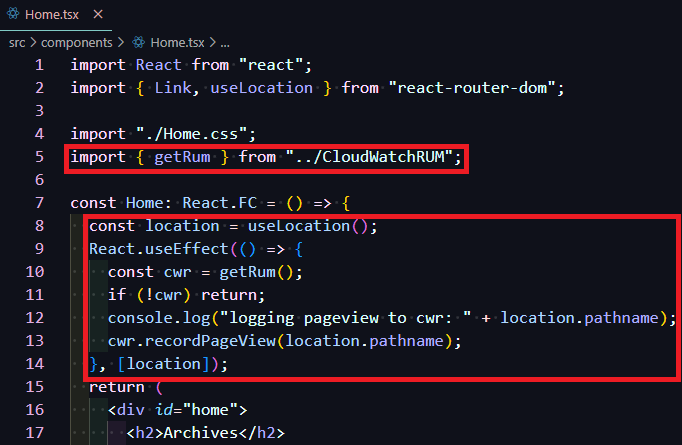 Home.tsx ×
src > components > Home.tsx > ...
1 import React from "react";
2 import { Link, useLocation } from "react-router-dom";
3
4 import "./Home.css";
5 import { getRum } from "../CloudWatchRUM";
6
7 const Home: React.FC = () => {
8 const location = useLocation();
9 React.useEffect(() => {
10 const cwr = getRum();
11 if (!cwr) return;
12 console.log("logging pageview to cwr: " + location.pathname);
13 cwr.recordPageView(location.pathname);
14 }, [location]);
15 return (
16 <div id="home">
17 <h2>Archives</h2>